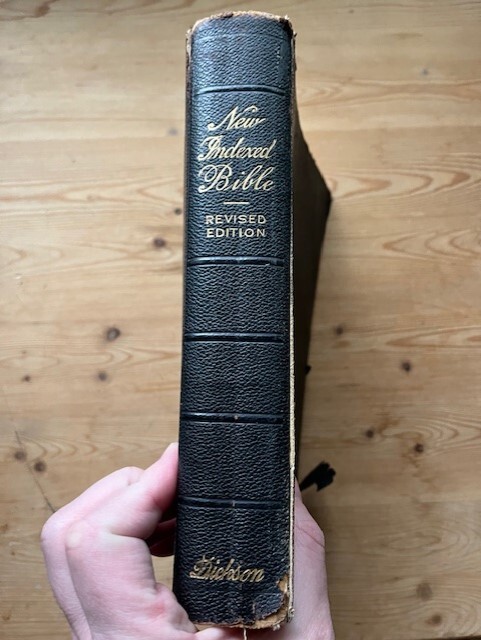 New
Indexed
Bible
REVISED
EDITION
Dickson